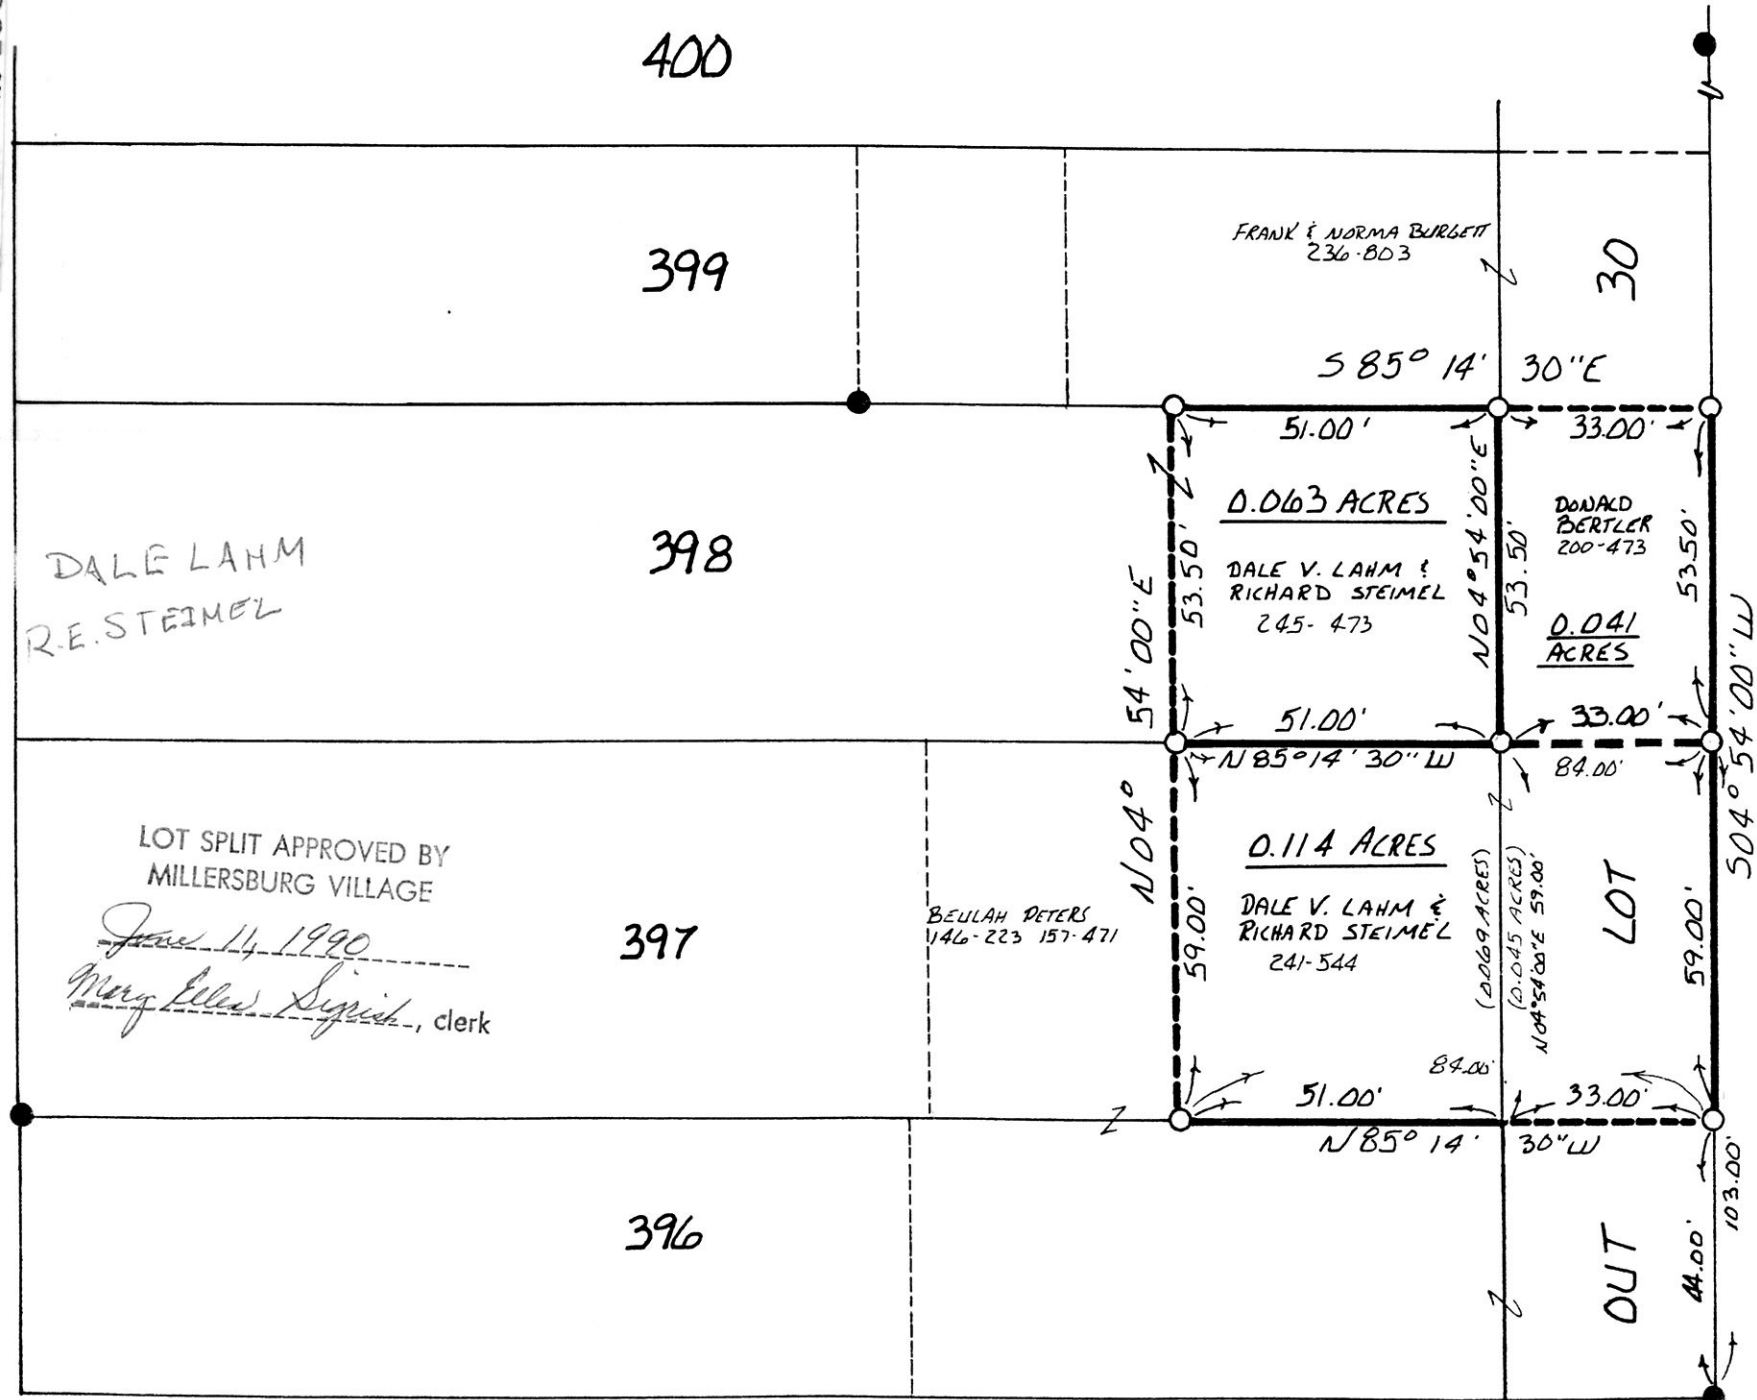 400
399
FRANK & NORMA BURGETT
236-803
30
S 85° 14' 30"E
51.00'
33.00'
398
DALE LAHM
R.E. STEIMEL
N04° 54' 00"E
53.50'
0.063 ACRES
DALE V. LAHM &
RICHARD STEIMEL
245-473
N04°54'00"E
53.50'
DONALD
BERTLER
200-473
0.041
ACRES
53.50'
S04° 54' 00" W
51.00'
33.00'
N85°14'30"W
84.00'
LOT SPLIT APPROVED BY
MILLERSBURG VILLAGE
June 11, 1990
Mary Ellen Sigrist, clerk
397
BEULAH PETERS
146-223 157-471
59.00'
0.114 ACRES
DALE V. LAHM &
RICHARD STEIMEL
241-544
(0.069 ACRES)
(0.045 ACRES)
N04°54'00"E 59.00'
LOT
59.00'
84.00'
51.00'
33.00'
N85° 14' 30"W
396
OUT
44.00'
103.00'